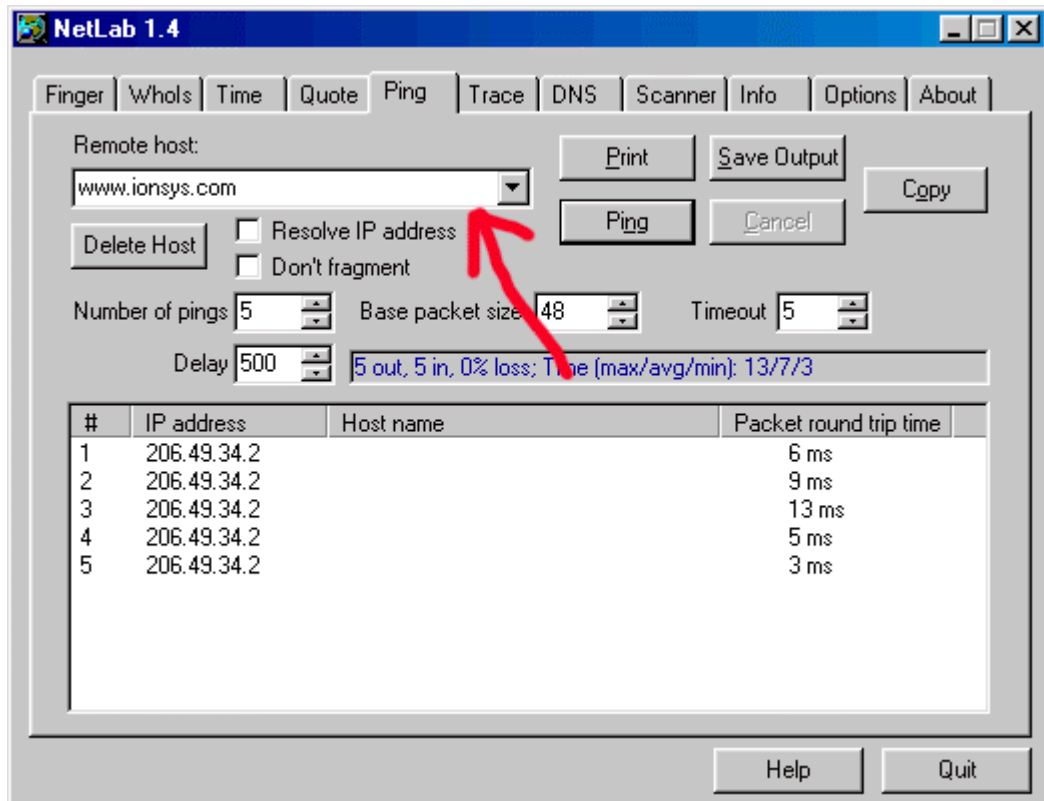 NetLab 1.4
Finger WhoIs Time Quote Ping Trace DNS Scanner Info Options About
Remote host:
www.ionsys.com
Print Save Output
Copy
Ping Cancel
Delete Host
Resolve IP address
Don't fragment
Number of pings 5 Base packet size 48 Timeout 5
Delay 500 5 out, 5 in, 0% loss; Time (max/avg/min): 13/7/3
# IP address Host name Packet round trip time
1 206.49.34.2 6 ms
2 206.49.34.2 9 ms
3 206.49.34.2 13 ms
4 206.49.34.2 5 ms
5 206.49.34.2 3 ms
Help Quit